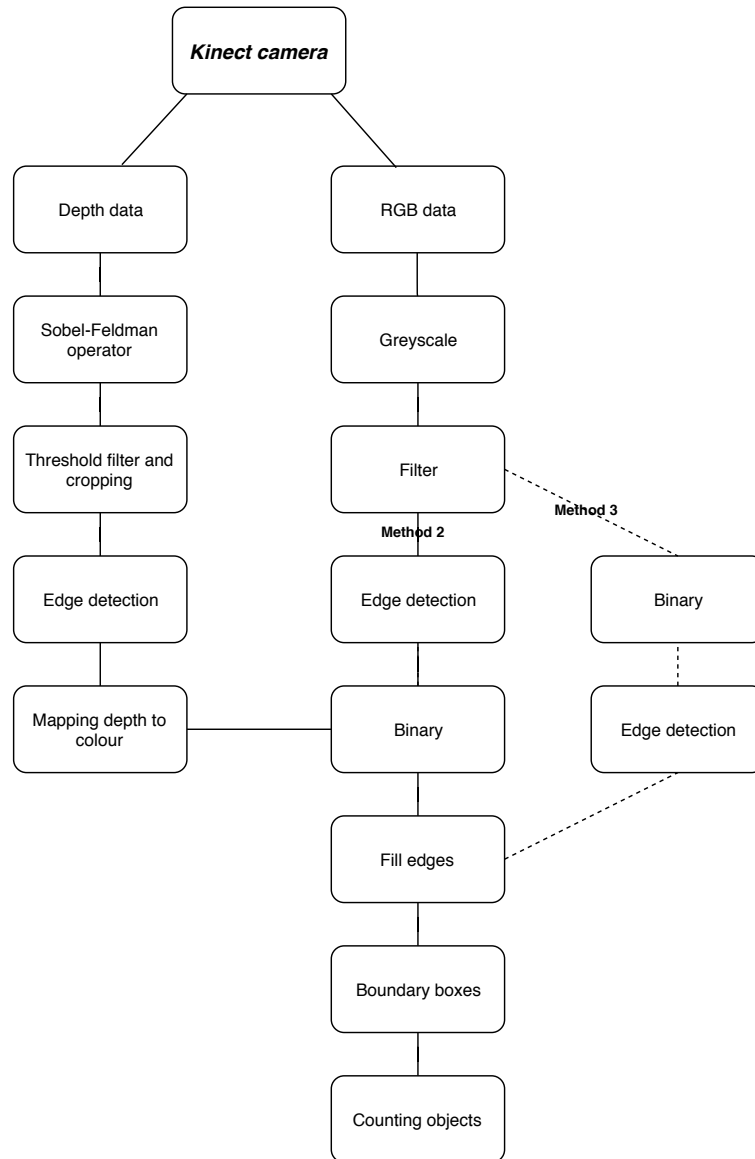 Kinect camera
Depth data
RGB data
Sobel-Feldman
operator
Greyscale
Threshold filter and
cropping
Filter
Method 3
Method 2
Edge detection
Edge detection
Binary
Mapping depth to
colour
Binary
Edge detection
Fill edges
Boundary boxes
Counting objects